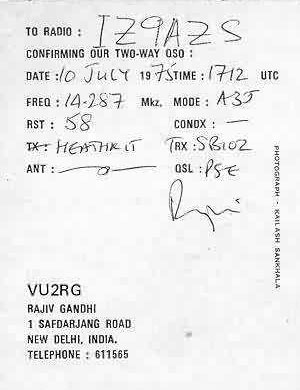 TO RADIO : IZ9AZS
CONFIRMING OUR TWO-WAY QSO :
DATE : 10 JULY 1975 TIME : 1712 UTC
FREQ : 14.287 Mkz. MODE : A3J
RST : 58 CONDX : —
TX : HEATHKIT TRX : SB102
ANT : —o— QSL : PSE
VU2RG
RAJIV GANDHI
1 SAFDARJANG ROAD
NEW DELHI, INDIA.
TELEPHONE : 611565
PHOTOGRAPH - KAILASH SANKHALA